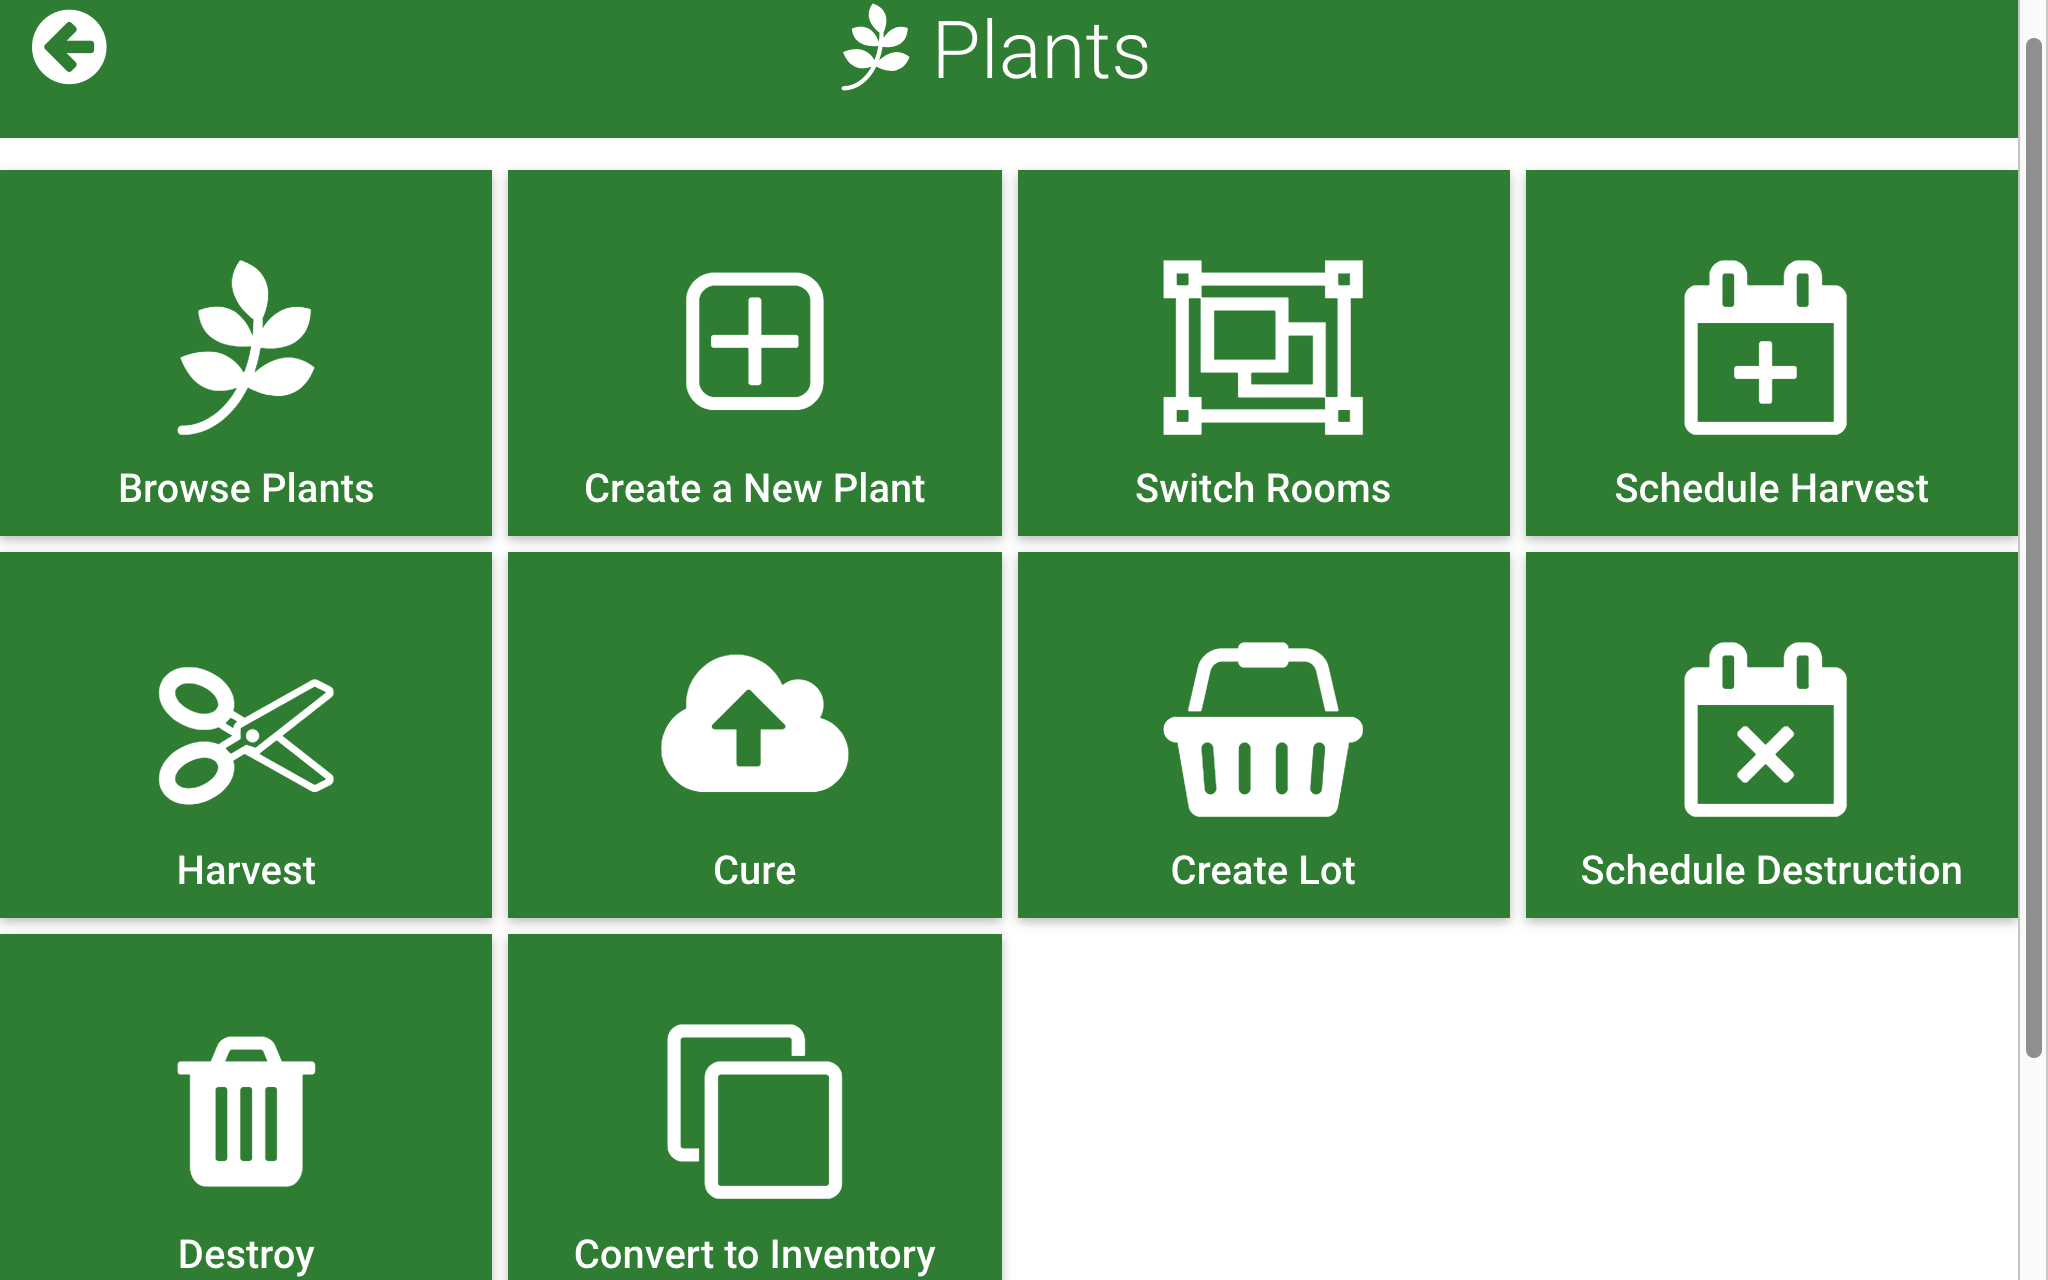 Plants
Browse Plants
Create a New Plant
Switch Rooms
Schedule Harvest
Harvest
Cure
Create Lot
Schedule Destruction
Destroy
Convert to Inventory